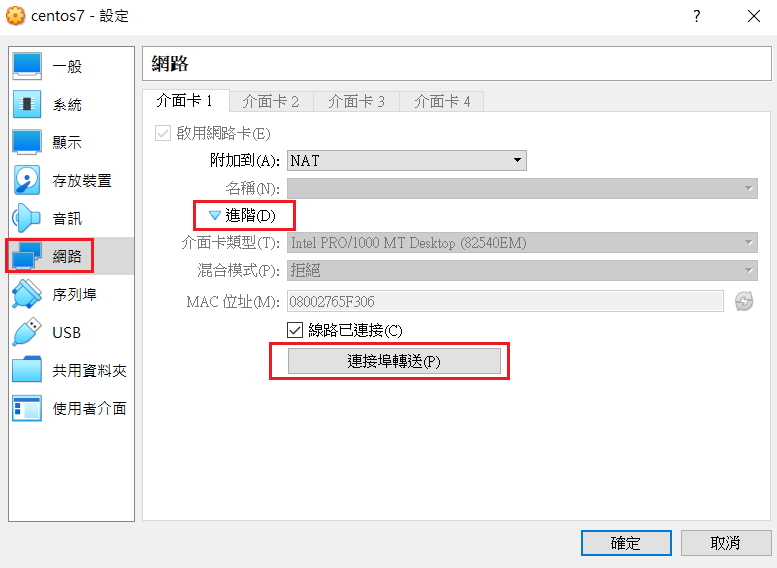 centos7 - 設定
?
一般
系統
顯示
存放裝置
音訊
網路
序列埠
USB
共用資料夾
使用者介面
網路
介面卡 1 介面卡 2 介面卡 3 介面卡 4
啟用網路卡(E)
附加到(A): NAT
名稱(N):
進階(D)
介面卡類型(T): Intel PRO/1000 MT Desktop (82540EM)
混合模式(P): 拒絕
MAC 位址(M): 08002765F306
線路已連接(C)
連接埠轉送(P)
確定 取消